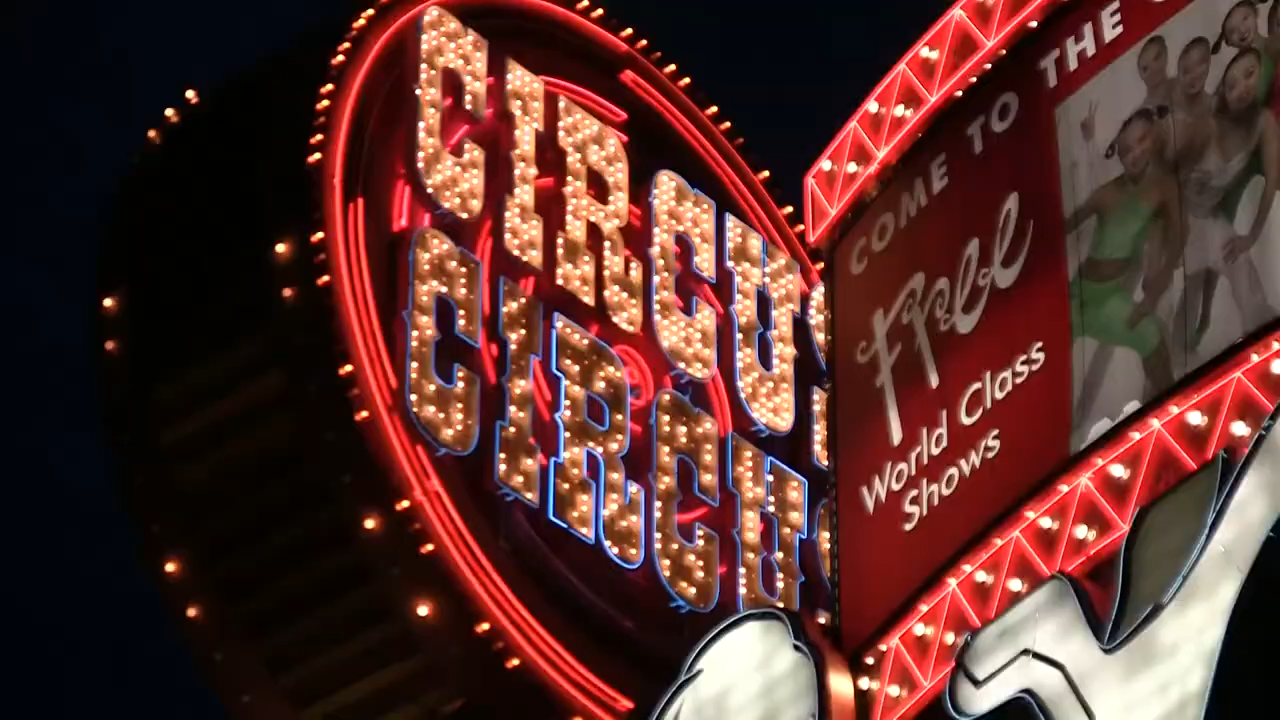 CIRCUS
CIRCUS
COME TO THE
Free
World Class
Shows